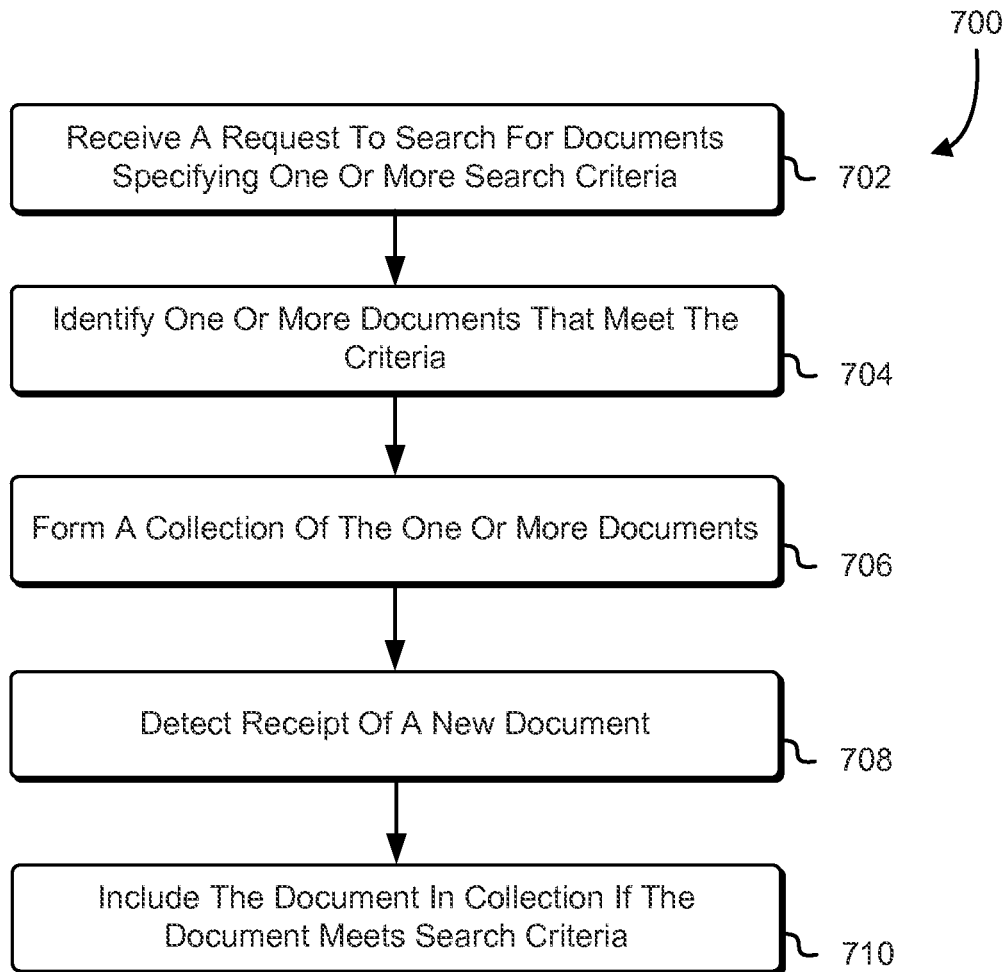 700
Receive A Request To Search For Documents
Specifying One Or More Search Criteria
702
Identify One Or More Documents That Meet The
Criteria
704
Form A Collection Of The One Or More Documents
706
Detect Receipt Of A New Document
708
Include The Document In Collection If The
Document Meets Search Criteria
710